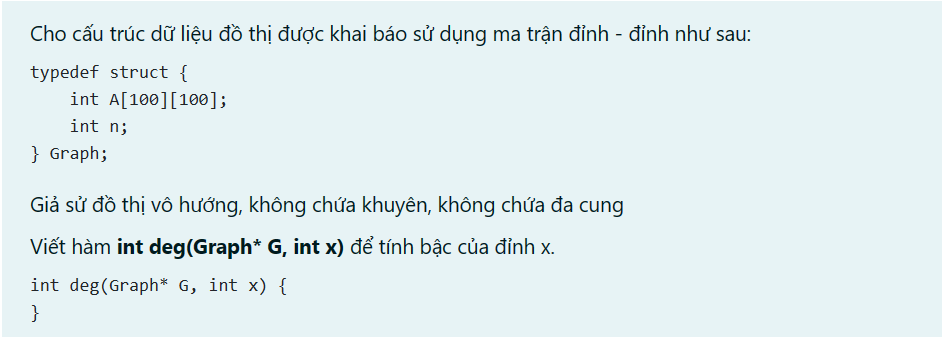 Cho cấu trúc dữ liệu đồ thị được khai báo sử dụng ma trận đỉnh - đỉnh như sau:
typedef struct {
    int A[100][100];
    int n;
} Graph;
Giả sử đồ thị vô hướng, không chứa khuyên, không chứa đa cung
Viết hàm int deg(Graph* G, int x) để tính bậc của đỉnh x.
int deg(Graph* G, int x) {
}